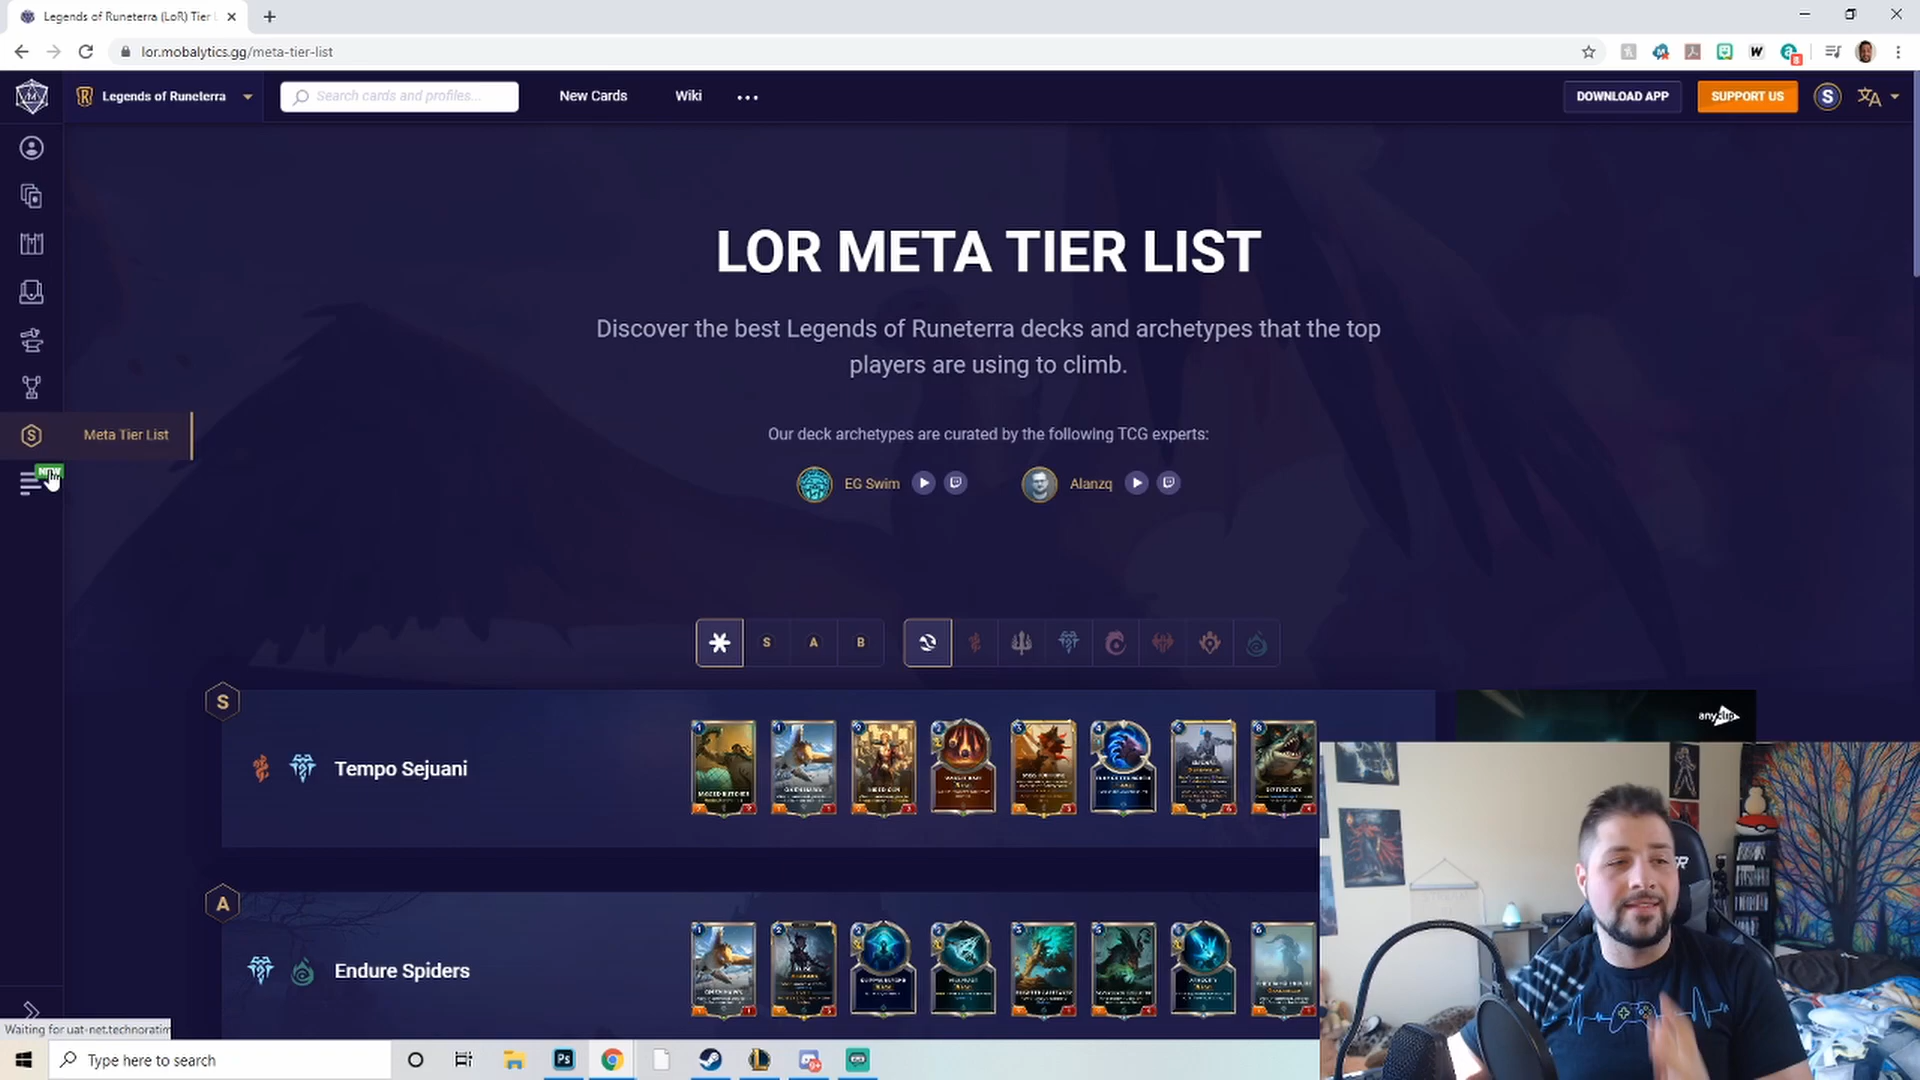 Legends of Runeterra (LoR) Tier L
lor.mobalytics.gg/meta-tier-list
Legends of Runeterra
Search cards and profiles...
New Cards
Wiki
DOWNLOAD APP
SUPPORT US
S
LOR META TIER LIST
Discover the best Legends of Runeterra decks and archetypes that the top
players are using to climb.
S
Meta Tier List
NEW
Our deck archetypes are curated by the following TCG experts:
EG Swim
Alanzq
S
A
B
S
anyclip
Tempo Sejuani
A
Endure Spiders
Waiting for uat-net.technoratim
Type here to search
Ps